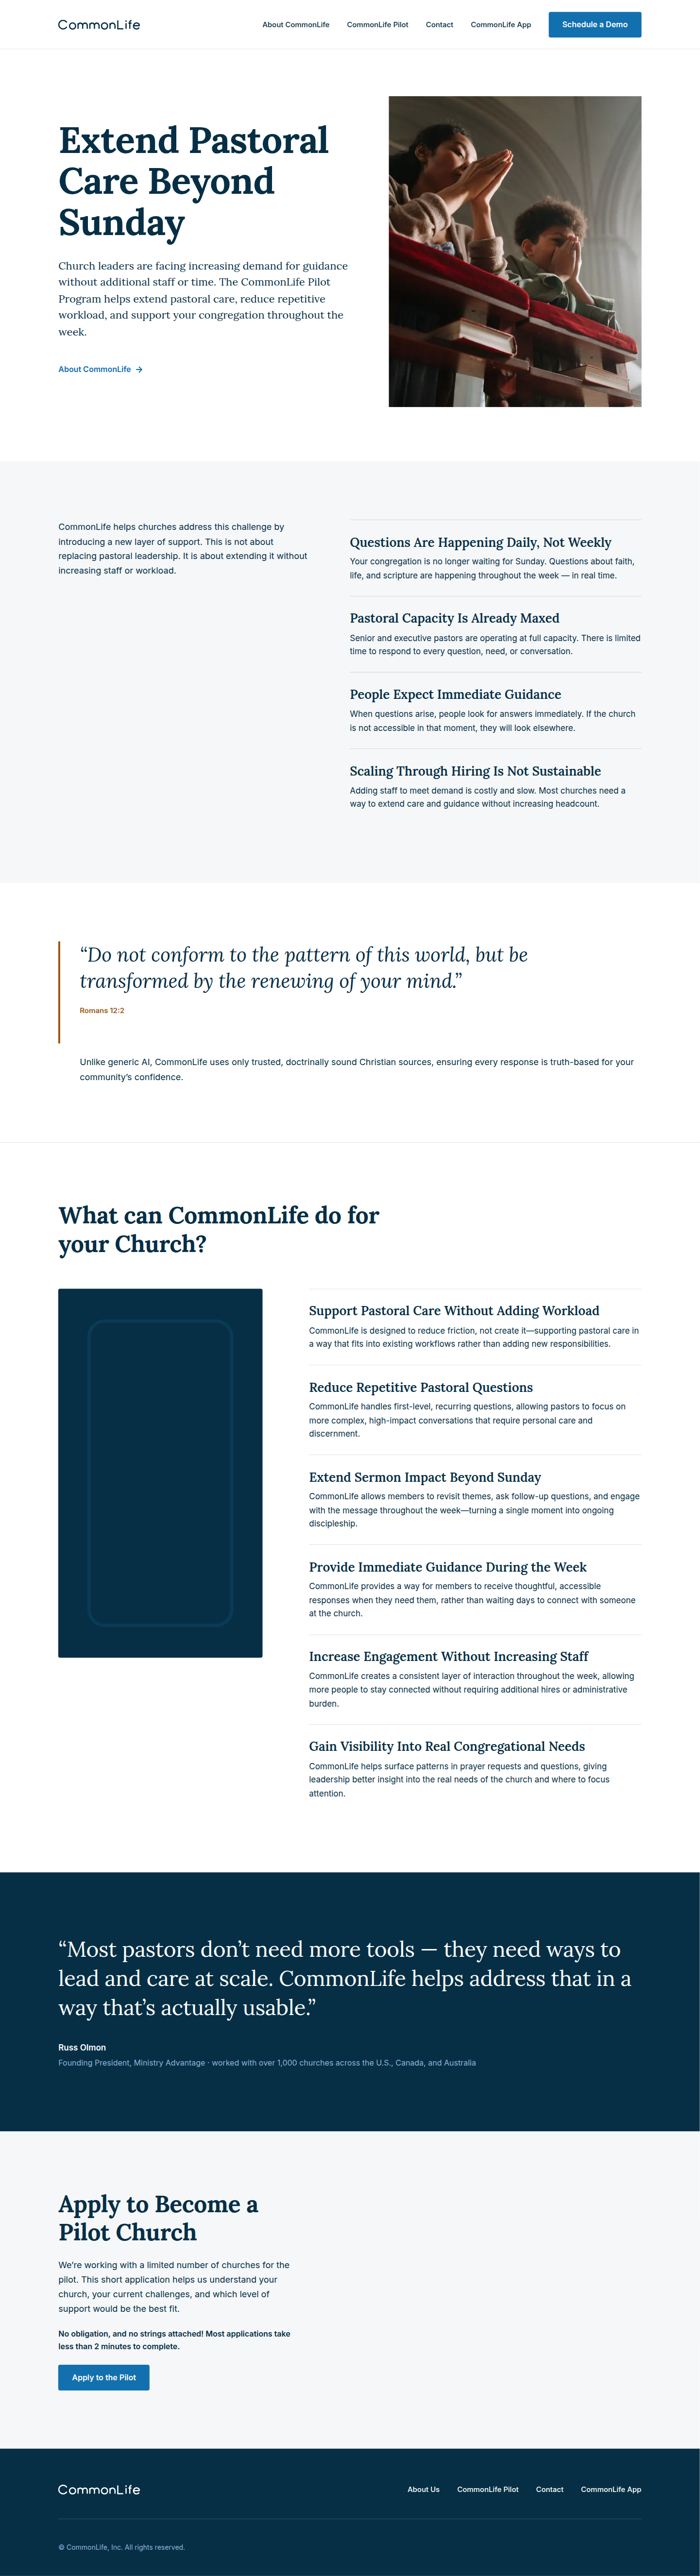 CommonLife
About CommonLife
CommonLife Pilot
Contact
CommonLife App
Schedule a Demo
Extend Pastoral
Care Beyond
Sunday
Church leaders are facing increasing demand for guidance
without additional staff or time. The CommonLife Pilot
Program helps extend pastoral care, reduce repetitive
workload, and support your congregation throughout the
week.
About CommonLife →
CommonLife helps churches address this challenge by
introducing a new layer of support. This is not about
replacing pastoral leadership. It is about extending it without
increasing staff or workload.
Questions Are Happening Daily, Not Weekly
Your congregation is no longer waiting for Sunday. Questions about faith,
life, and scripture are happening throughout the week — in real time.
Pastoral Capacity Is Already Maxed
Senior and executive pastors are operating at full capacity. There is limited
time to respond to every question, need, or conversation.
People Expect Immediate Guidance
When questions arise, people look for answers immediately. If the church
is not accessible in that moment, they will look elsewhere.
Scaling Through Hiring Is Not Sustainable
Adding staff to meet demand is costly and slow. Most churches need a
way to extend care and guidance without increasing headcount.
“Do not conform to the pattern of this world, but be
transformed by the renewing of your mind.”
Romans 12:2
Unlike generic AI, CommonLife uses only trusted, doctrinally sound Christian sources, ensuring every response is truth-based for your
community’s confidence.
What can CommonLife do for
your Church?
Support Pastoral Care Without Adding Workload
CommonLife is designed to reduce friction, not create it—supporting pastoral care in
a way that fits into existing workflows rather than adding new responsibilities.
Reduce Repetitive Pastoral Questions
CommonLife handles first-level, recurring questions, allowing pastors to focus on
more complex, high-impact conversations that require personal care and
discernment.
Extend Sermon Impact Beyond Sunday
CommonLife allows members to revisit themes, ask follow-up questions, and engage
with the message throughout the week—turning a single moment into ongoing
discipleship.
Provide Immediate Guidance During the Week
CommonLife provides a way for members to receive thoughtful, accessible
responses when they need them, rather than waiting days to connect with someone
at the church.
Increase Engagement Without Increasing Staff
CommonLife creates a consistent layer of interaction throughout the week, allowing
more people to stay connected without requiring additional hires or administrative
burden.
Gain Visibility Into Real Congregational Needs
CommonLife helps surface patterns in prayer requests and questions, giving
leadership better insight into the real needs of the church and where to focus
attention.
“Most pastors don’t need more tools — they need ways to
lead and care at scale. CommonLife helps address that in a
way that’s actually usable.”
Russ Olmon
Founding President, Ministry Advantage · worked with over 1,000 churches across the U.S., Canada, and Australia
Apply to Become a
Pilot Church
We’re working with a limited number of churches for the
pilot. This short application helps us understand your
church, your current challenges, and which level of
support would be the best fit.
No obligation, and no strings attached! Most applications take
less than 2 minutes to complete.
Apply to the Pilot
CommonLife
About Us
CommonLife Pilot
Contact
CommonLife App
© CommonLife, Inc. All rights reserved.